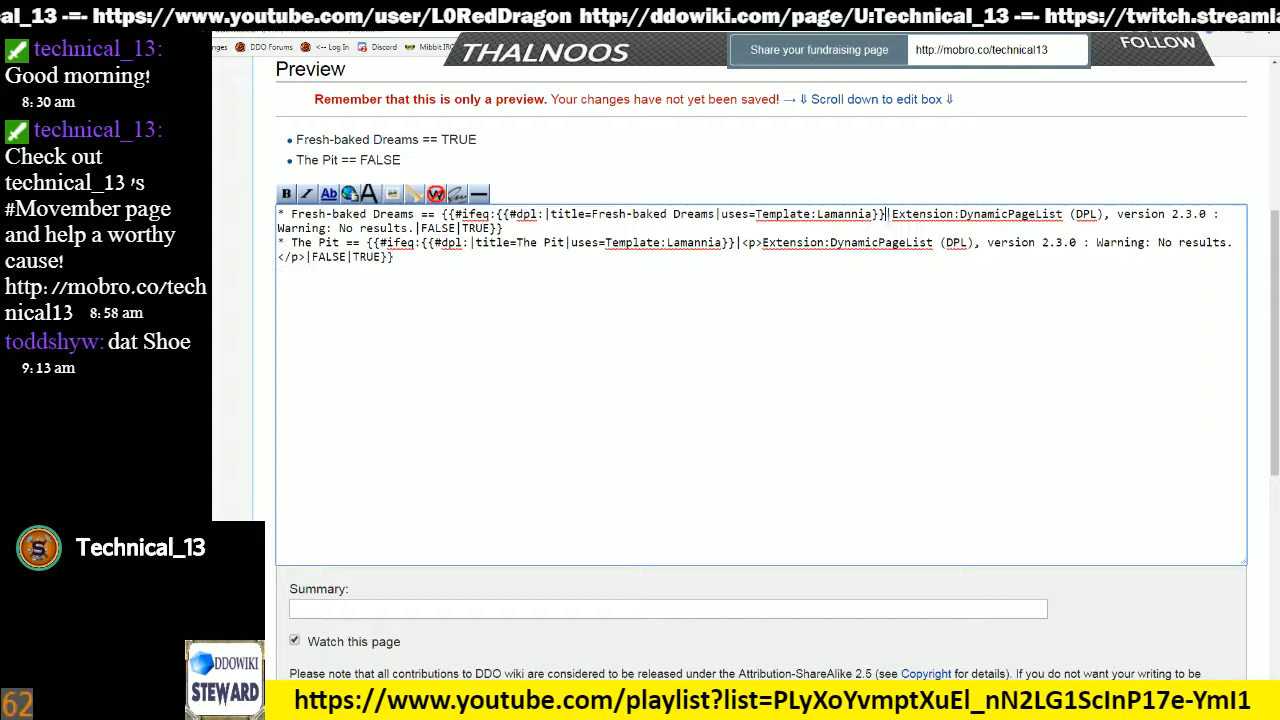 al_13 -=- https://www.youtube.com/user/L0RedDragon http://ddowiki.com/page/U:Technical_13 -=- https://twitch.streamla
technical_13:
Good morning!
8:30 am
technical_13:
Check out
technical_13 's
#Movember page
and help a worthy
cause!
http://mobro.co/tech
nical13 8:58 am
toddshyw: dat Shoe
9:13 am
Technical_13
DDOWIKI
STEWARD
62
nges DDO Forums <-- Log In Discord Mibbit IR
THALNOOS
Share your fundraising page http://mobro.co/technical13
FOLLOW
Preview
Remember that this is only a preview. Your changes have not yet been saved! → ⇓ Scroll down to edit box ⇓
• Fresh-baked Dreams == TRUE
• The Pit == FALSE
B I Ab A W
* Fresh-baked Dreams == {{#ifeq:{{#dpl:|title=Fresh-baked Dreams|uses=Template:Lamannia}}|Extension:DynamicPageList (DPL), version 2.3.0 :
Warning: No results.|FALSE|TRUE}}
* The Pit == {{#ifeq:{{#dpl:|title=The Pit|uses=Template:Lamannia}}|<p>Extension:DynamicPageList (DPL), version 2.3.0 : Warning: No results.
</p>|FALSE|TRUE}}
Summary:
Watch this page
Please note that all contributions to DDO wiki are considered to be released under the Attribution-ShareAlike 2.5 (see Copyright for details). If you do not want your writing to be
https://www.youtube.com/playlist?list=PLyXoYvmptXuEl_nN2LG1ScInP17e-YmI1